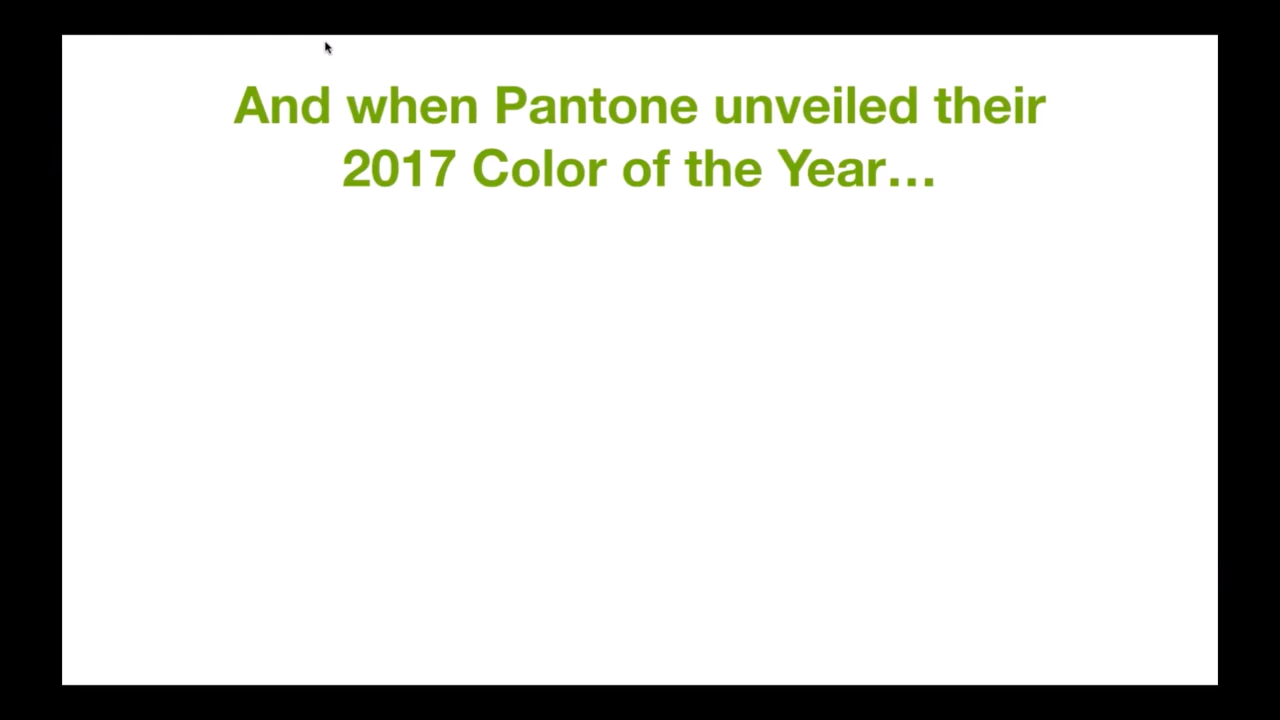 And when Pantone unveiled their
2017 Color of the Year…